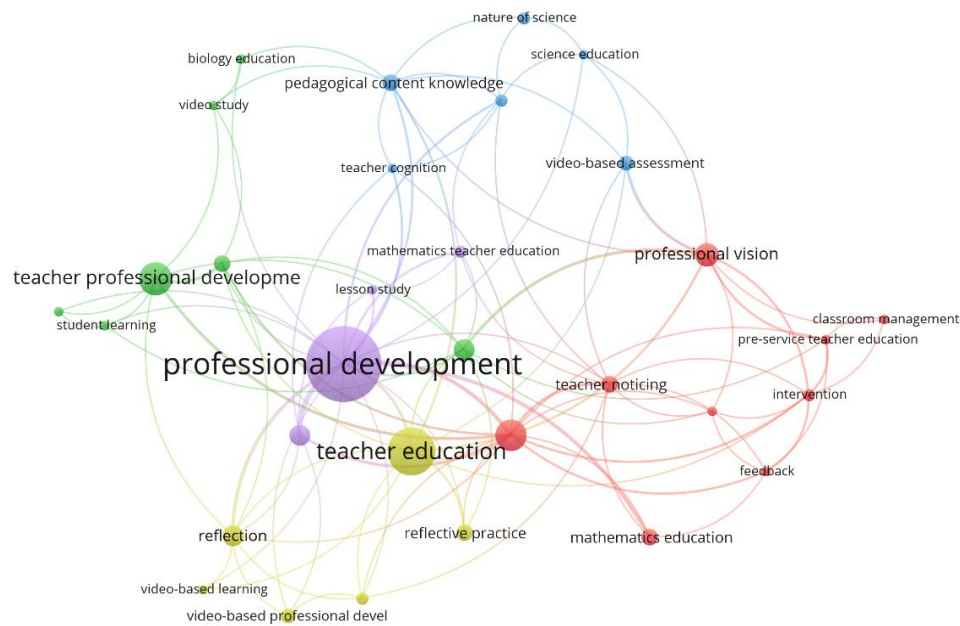 nature of science
science education
biology education
pedagogical content knowledge
video study
teacher cognition
video-based assessment
mathematics teacher education
professional vision
teacher professional developme
lesson study
student learning
classroom management
pre-service teacher education
professional development
teacher noticing
intervention
teacher education
feedback
reflection
reflective practice
mathematics education
video-based learning
video-based professional devel